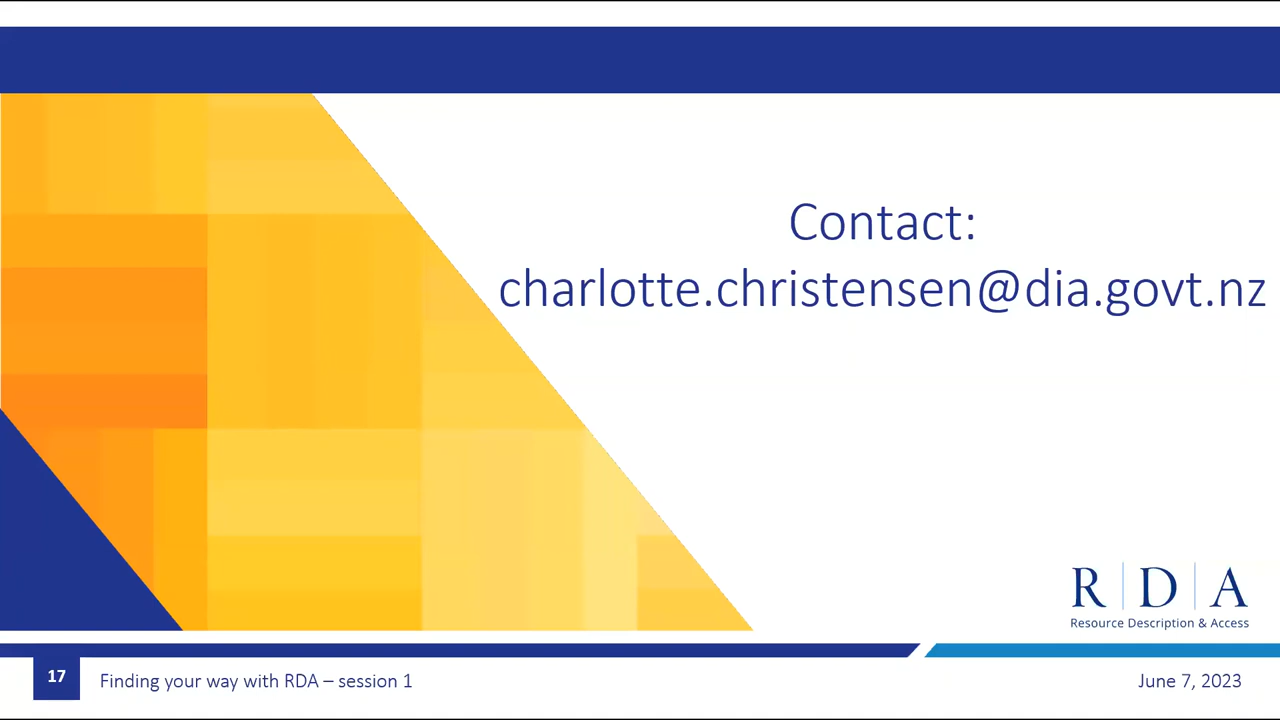 Contact:
charlotte.christensen@dia.govt.nz
R D A
Resource Description & Access
17
Finding your way with RDA – session 1
June 7, 2023